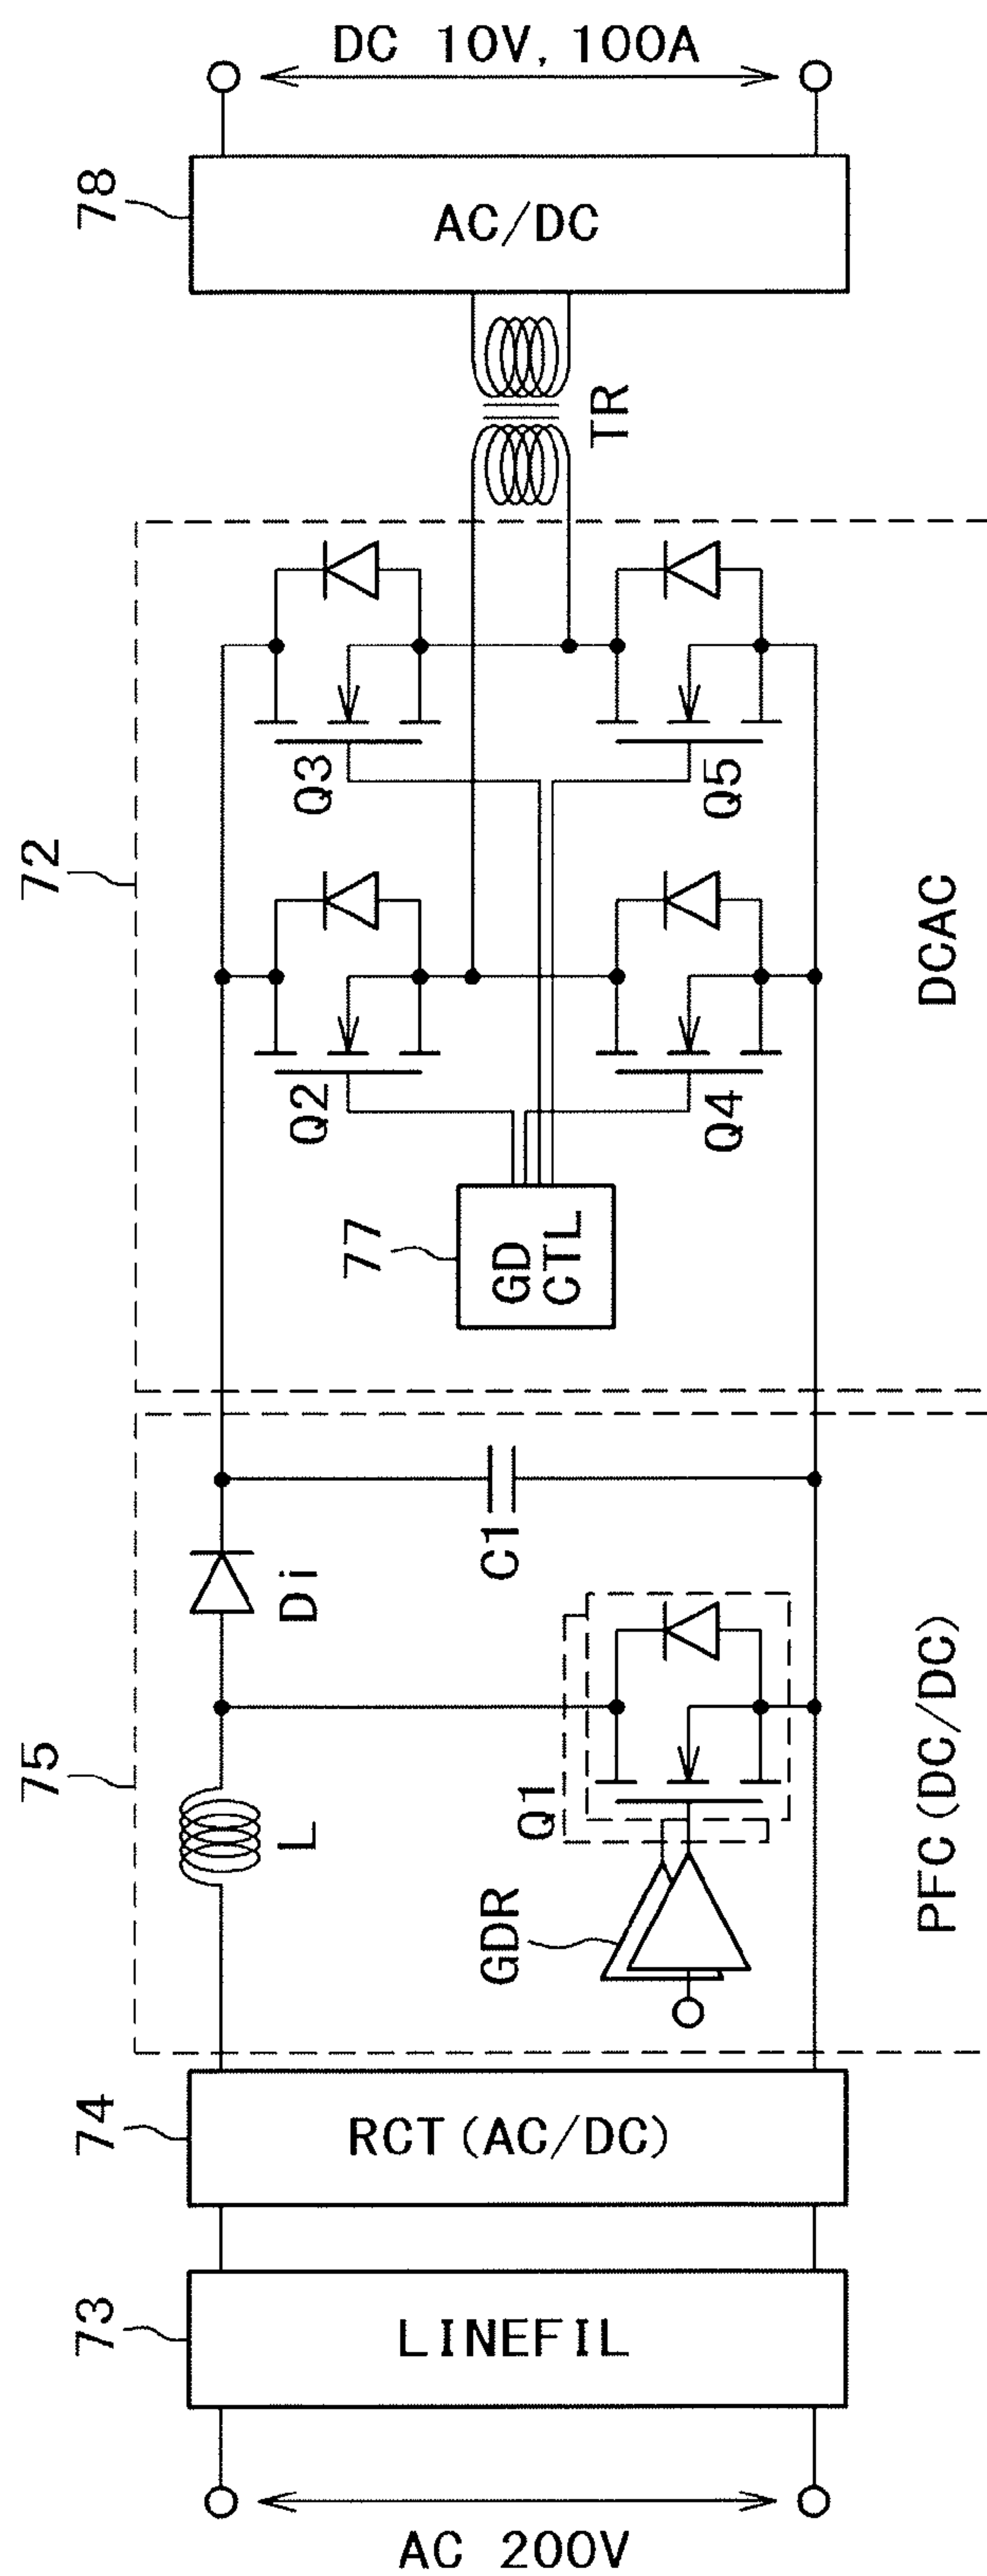 DC 10V, 100A
78
AC/DC
TR
72
Q3
Q5
Q2
Q4
77
GD
CTL
DCAC
C1
Di
75
L
Q1
GDR
PFC(DC/DC)
74
RCT(AC/DC)
73
LINEFIL
AC 200V